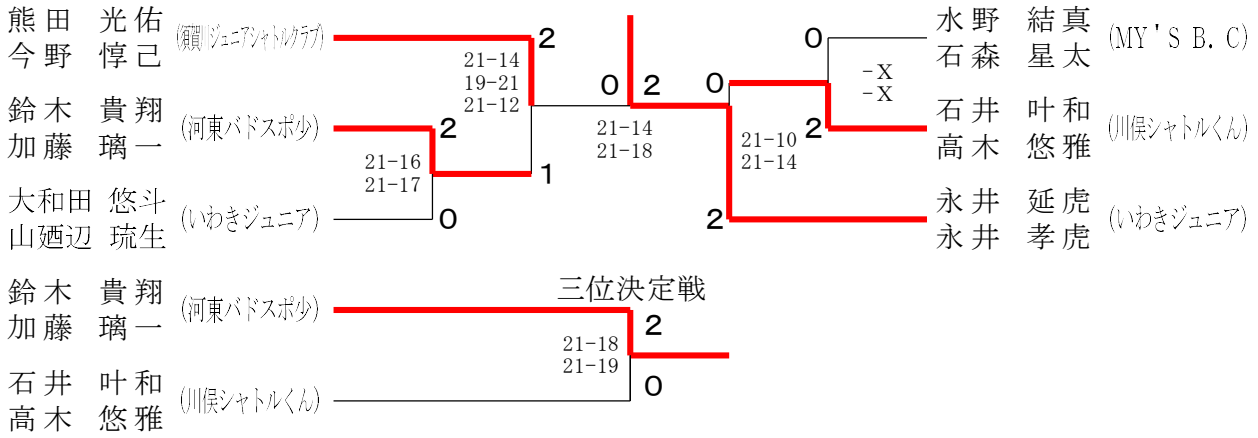 熊田 光佑
今野 惇己
(須賀川ジュニアシャトルクラブ)
2
21-14
19-21
21-12
鈴木 貴翔
加藤 璃一
(河東バドスポ少)
2
21-16
21-17
1
大和田 悠斗
山廼辺 琉生
(いわきジュニア)
0
0
2
21-14
21-18
水野 結真
石森 星太
(MY'S B.C)
0
-X
-X
0
石井 叶和
高木 悠雅
(川俣シャトルくん)
2
21-10
21-14
永井 延虎
永井 孝虎
(いわきジュニア)
2
三位決定戦
鈴木 貴翔
加藤 璃一
(河東バドスポ少)
2
21-18
21-19
石井 叶和
高木 悠雅
(川俣シャトルくん)
0